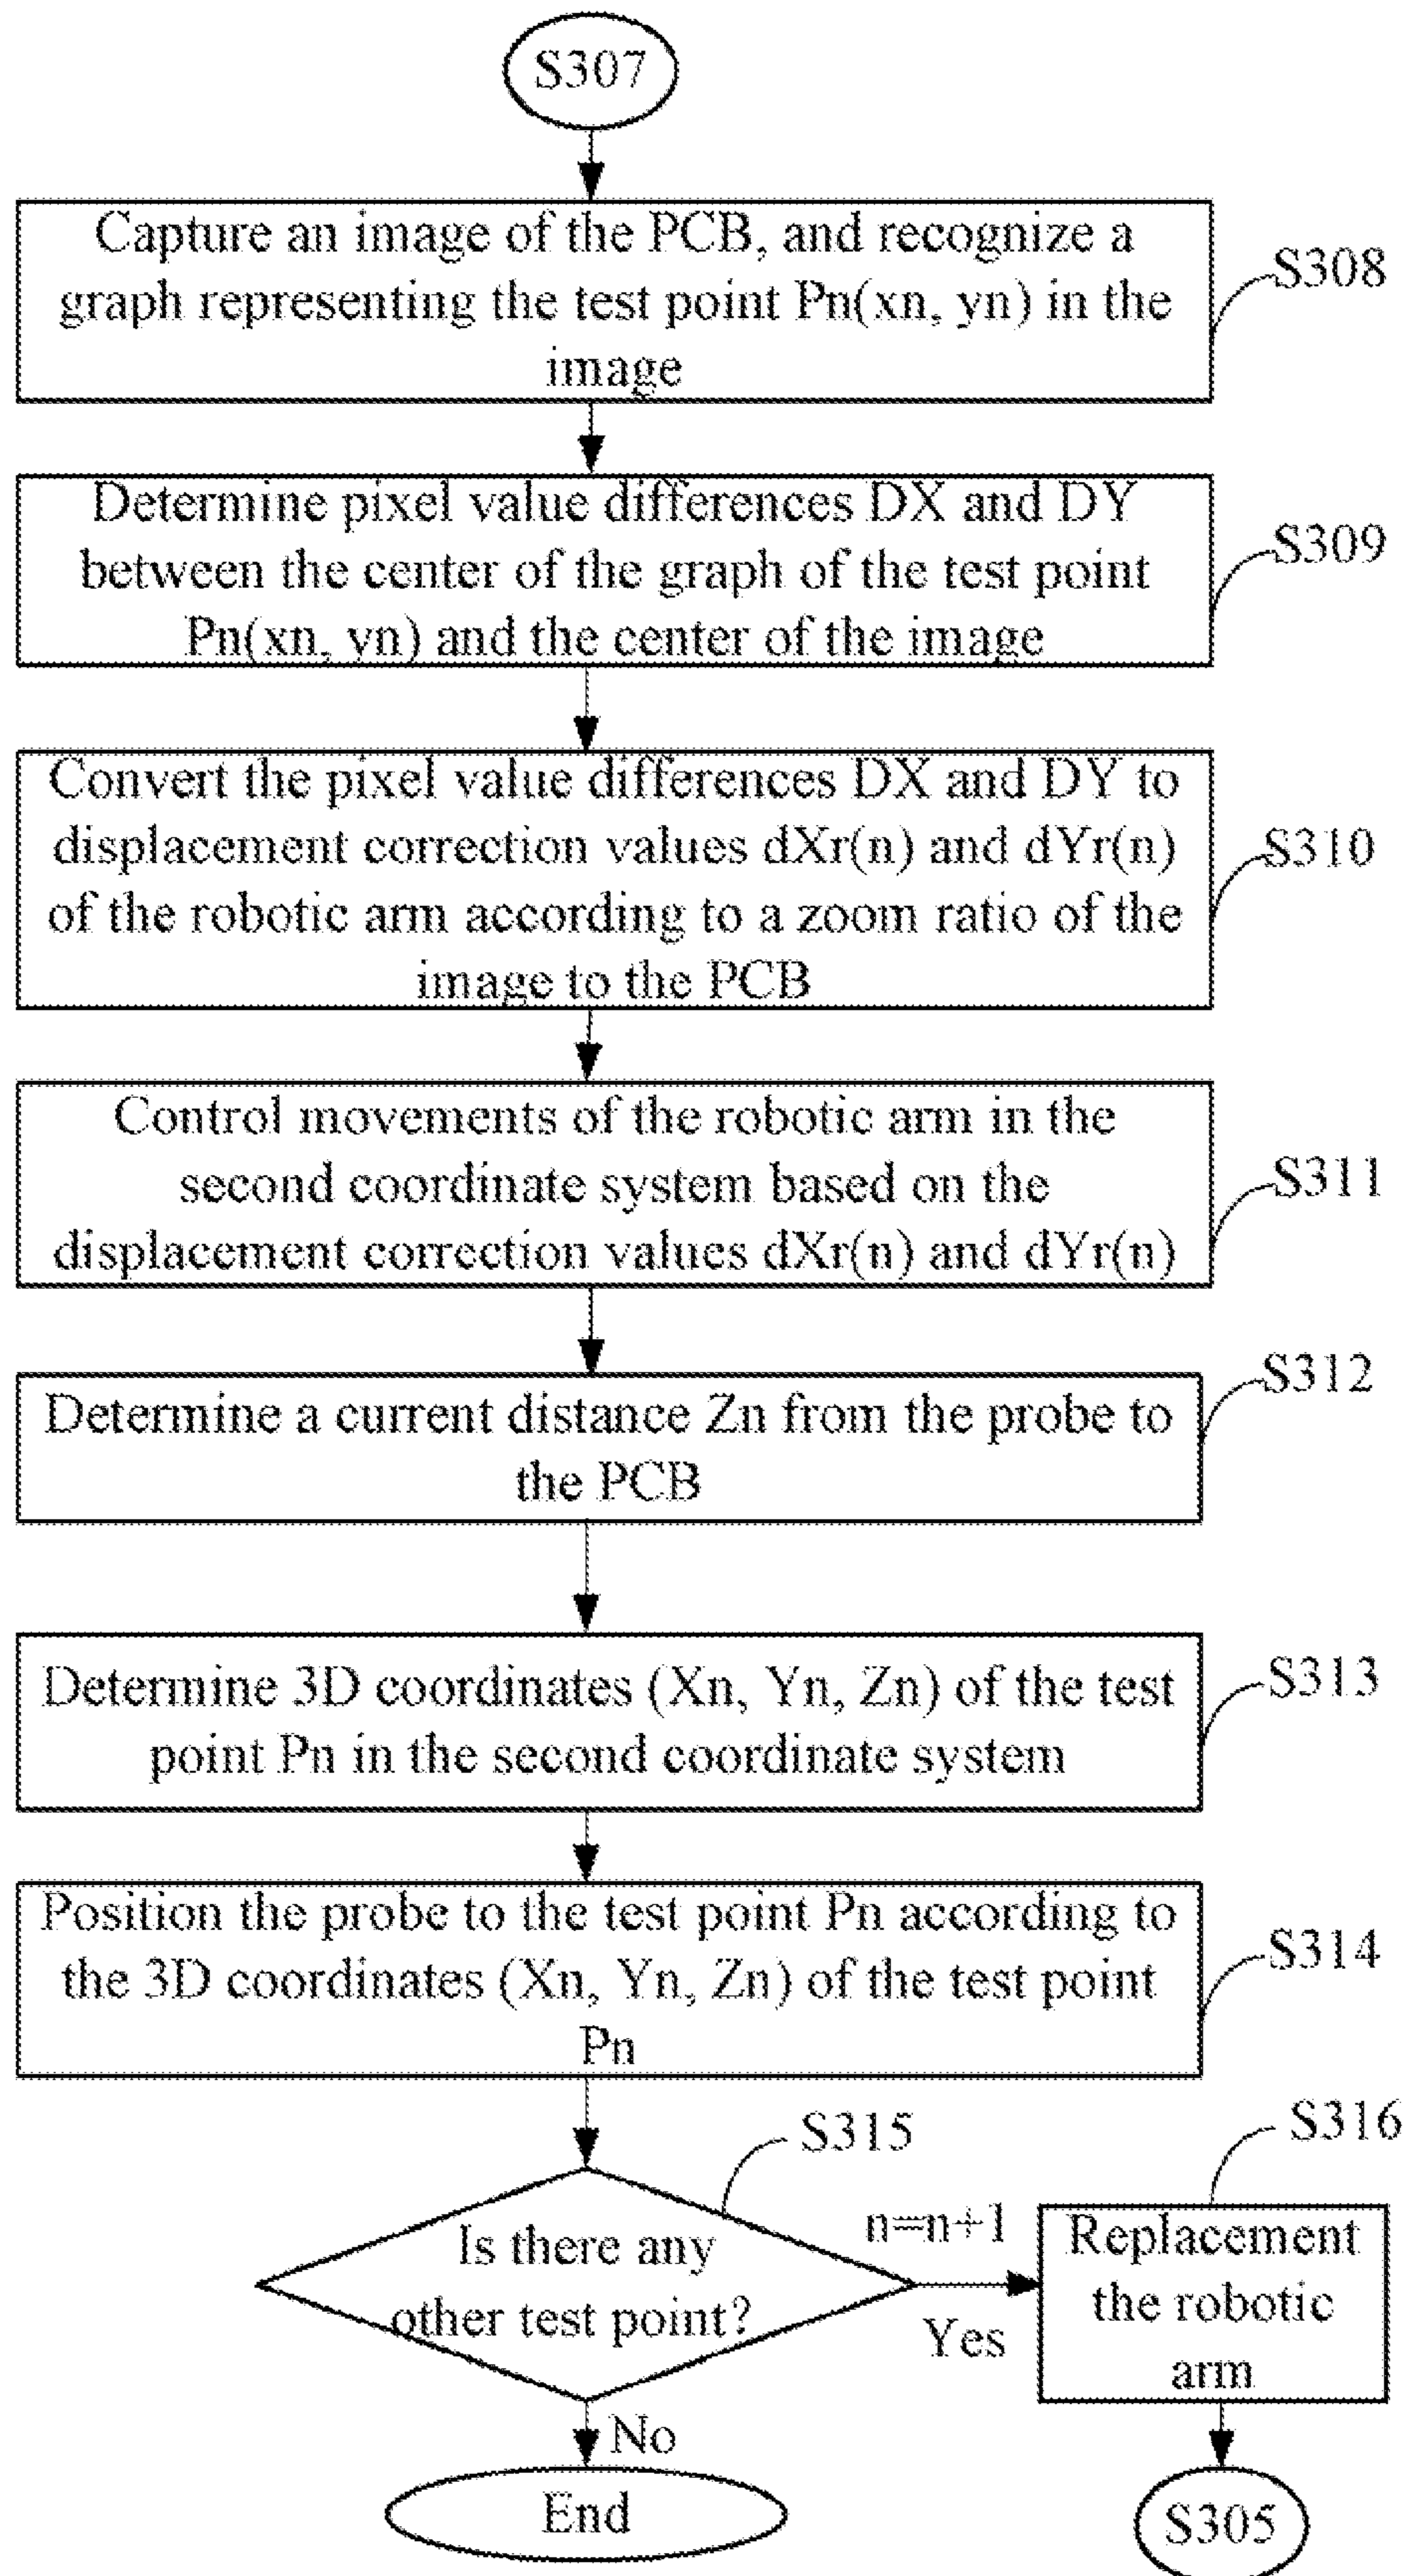 S307
Capture an image of the PCB, and recognize a
graph representing the test point Pn(xn, yn) in the
image
S308
Determine pixel value differences DX and DY
between the center of the graph of the test point
Pn(xn, yn) and the center of the image
S309
Convert the pixel value differences DX and DY to
displacement correction values dXr(n) and dYr(n)
of the robotic arm according to a zoom ratio of the
image to the PCB
S310
Control movements of the robotic arm in the
second coordinate system based on the
displacement correction values dXr(n) and dYr(n)
S311
Determine a current distance Zn from the probe to
the PCB
S312
Determine 3D coordinates (Xn, Yn, Zn) of the test
point Pn in the second coordinate system
S313
Position the probe to the test point Pn according to
the 3D coordinates (Xn, Yn, Zn) of the test point
Pn
S314
Is there any
other test point?
S315
n=n+1
Yes
Replacement
the robotic
arm
S316
No
End
S305